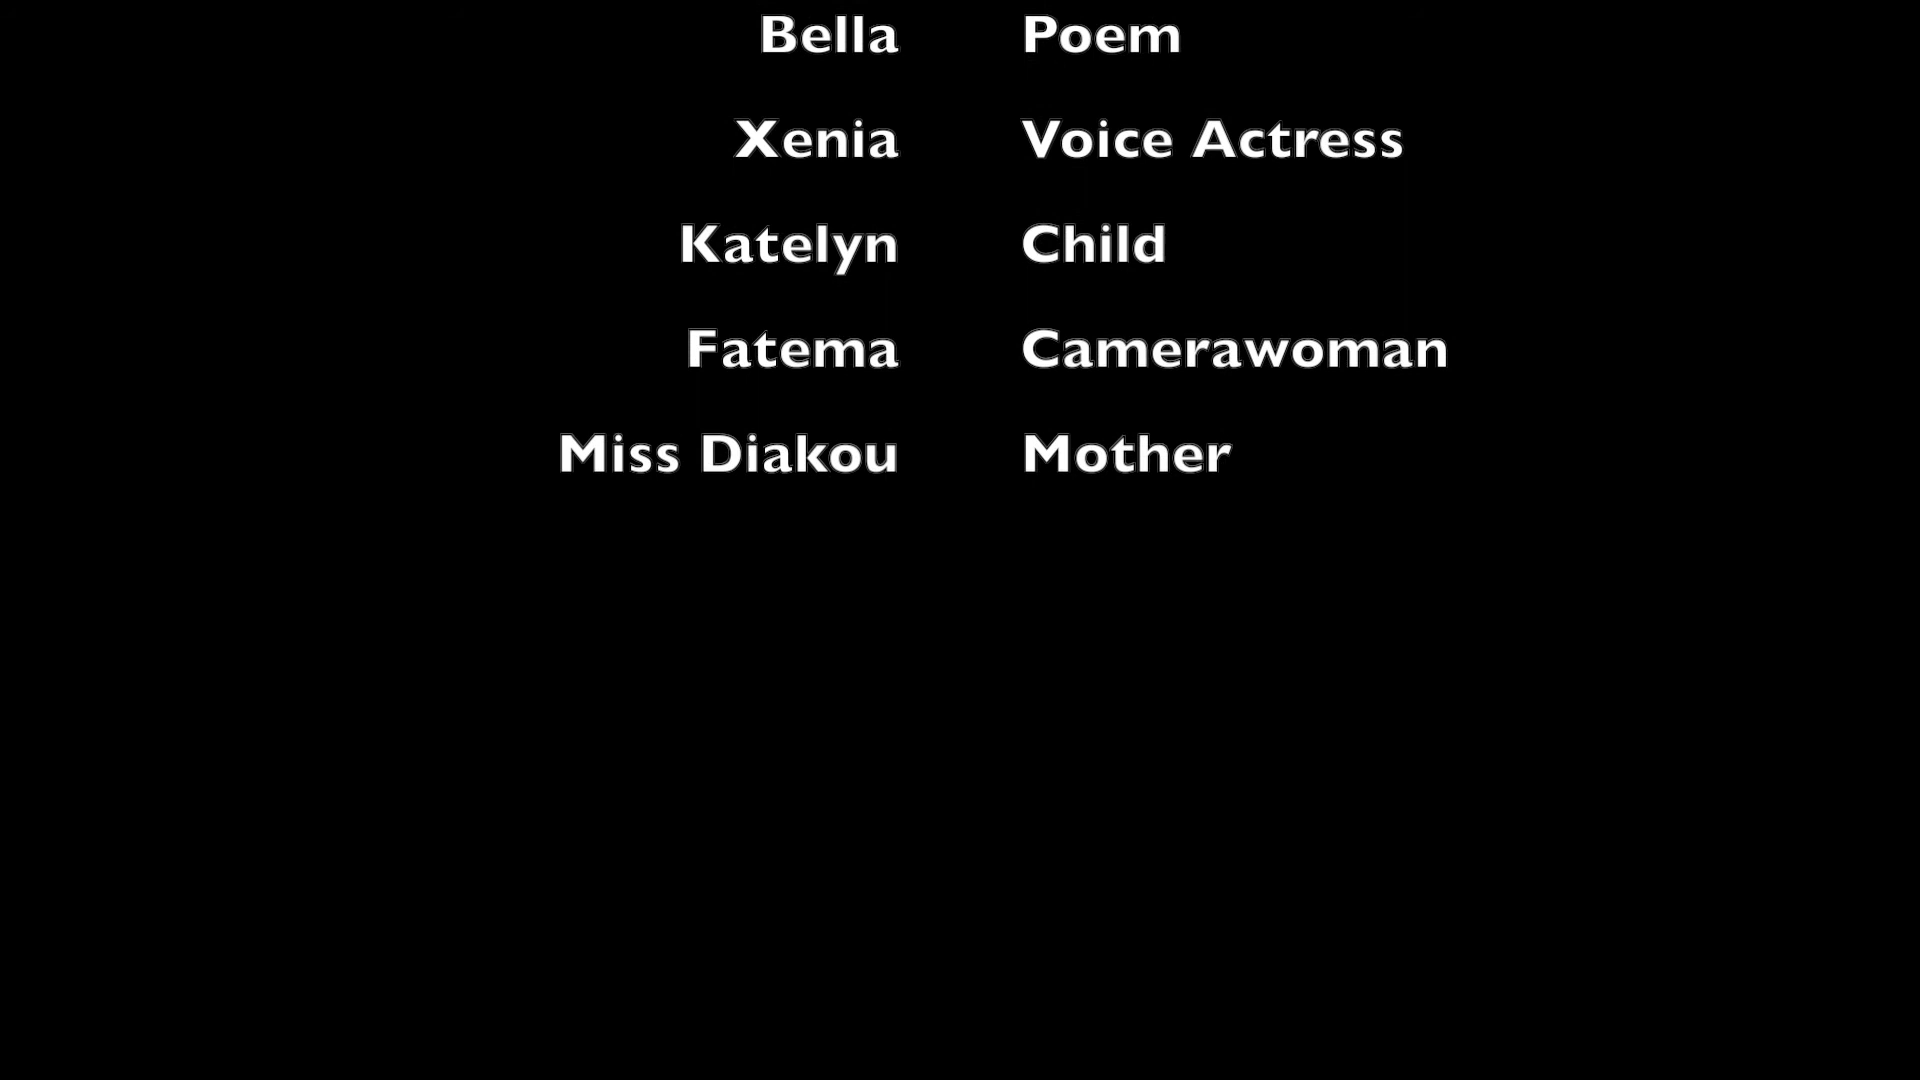 Bella Poem
Xenia Voice Actress
Katelyn Child
Fatema Camerawoman
Miss Diakou Mother